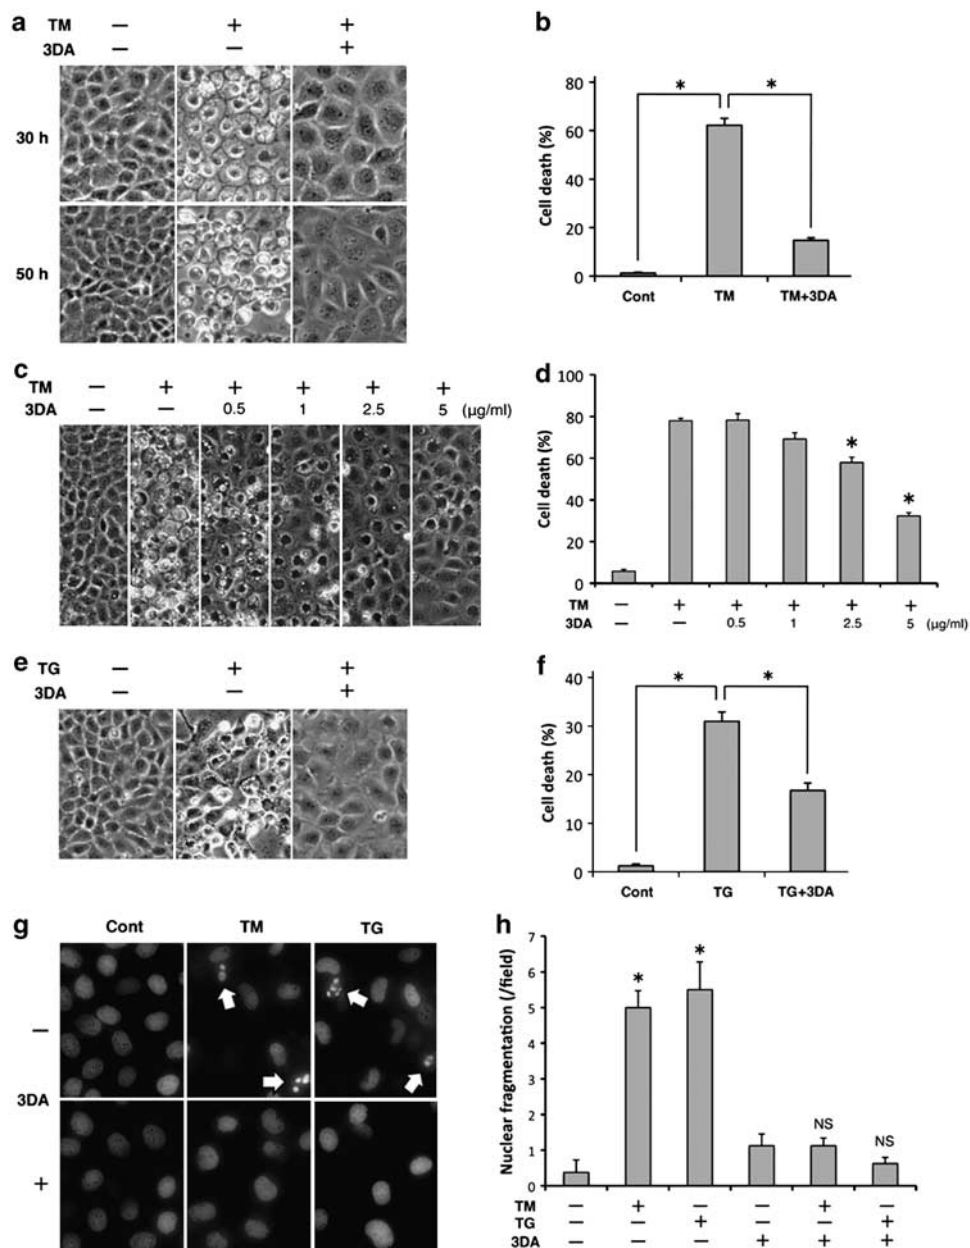 a
TM − + +
3DA − − +
30 h
50 h
b
Cell death (%)
80
60
40
20
0
*
*
Cont TM TM+3DA
c
TM − + + + + +
3DA − − 0.5 1 2.5 5 (μg/ml)
d
Cell death (%)
100
80
60
40
20
0
*
*
TM − + + + + +
3DA − − 0.5 1 2.5 5 (μg/ml)
e
TG − + +
3DA − − +
f
Cell death (%)
40
30
20
10
0
*
*
Cont TG TG+3DA
g
Cont TM TG
−
3DA
+
h
Nuclear fragmentation (/field)
7
6
5
4
3
2
1
0
*
*
NS
NS
TM − + − − + −
TG − − + − − +
3DA − − − + + +